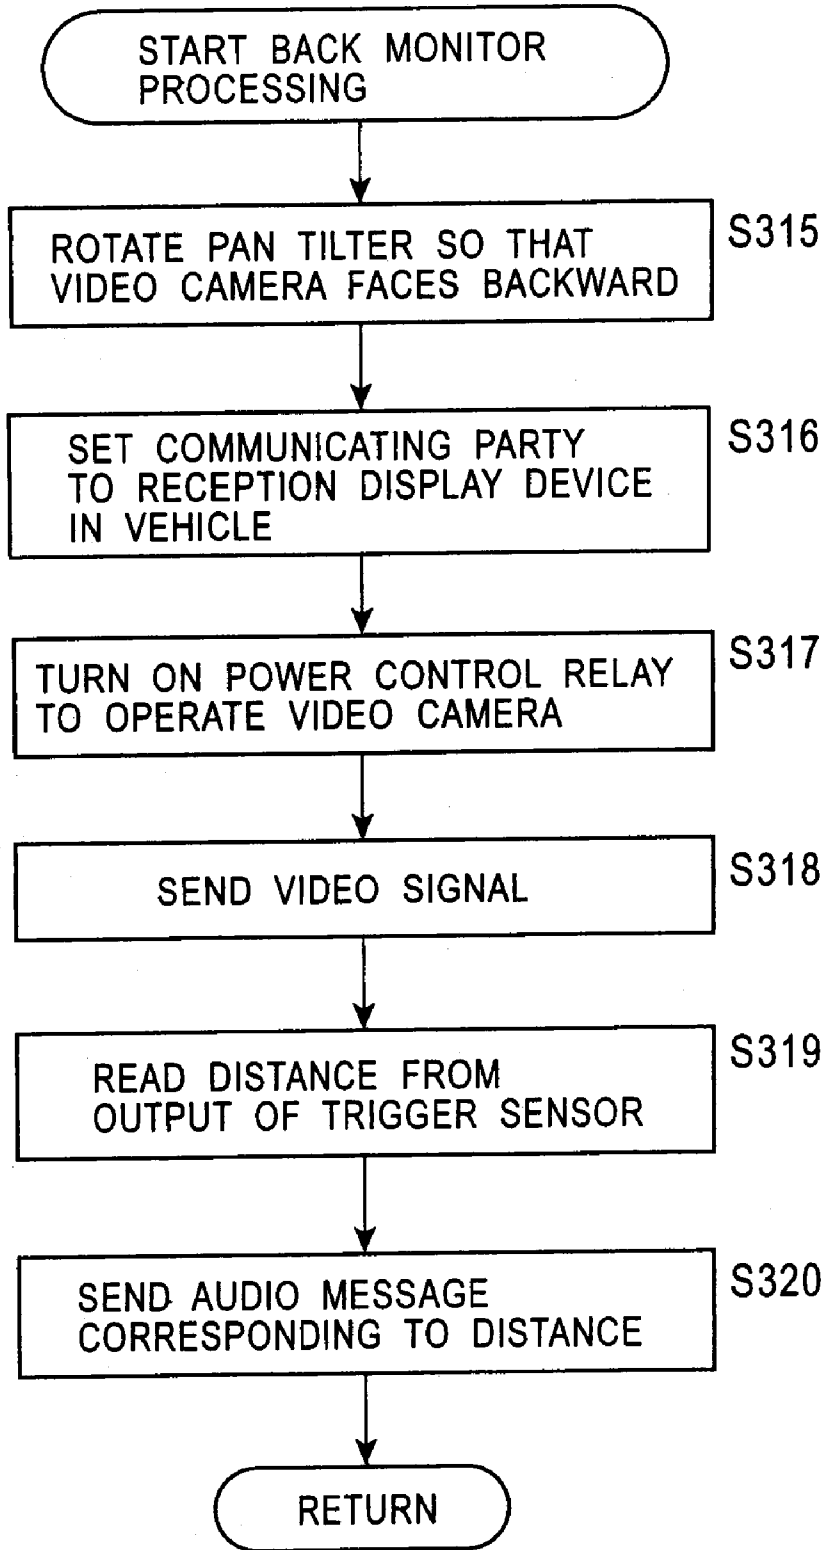 START BACK MONITOR
PROCESSING
S315
ROTATE PAN TILTER SO THAT
VIDEO CAMERA FACES BACKWARD
S316
SET COMMUNICATING PARTY
TO RECEPTION DISPLAY DEVICE
IN VEHICLE
S317
TURN ON POWER CONTROL RELAY
TO OPERATE VIDEO CAMERA
S318
SEND VIDEO SIGNAL
S319
READ DISTANCE FROM
OUTPUT OF TRIGGER SENSOR
S320
SEND AUDIO MESSAGE
CORRESPONDING TO DISTANCE
RETURN